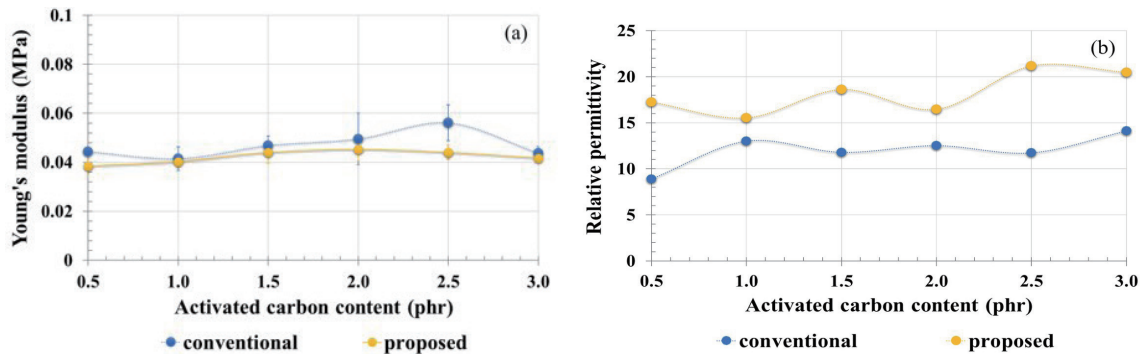 (a)
Young's modulus (MPa)
0.1
0.08
0.06
0.04
0.02
0
0.5 1.0 1.5 2.0 2.5 3.0
Activated carbon content (phr)
conventional proposed
(b)
Relative permittivity
25
20
15
10
5
0
0.5 1.0 1.5 2.0 2.5 3.0
Activated carbon content (phr)
conventional proposed